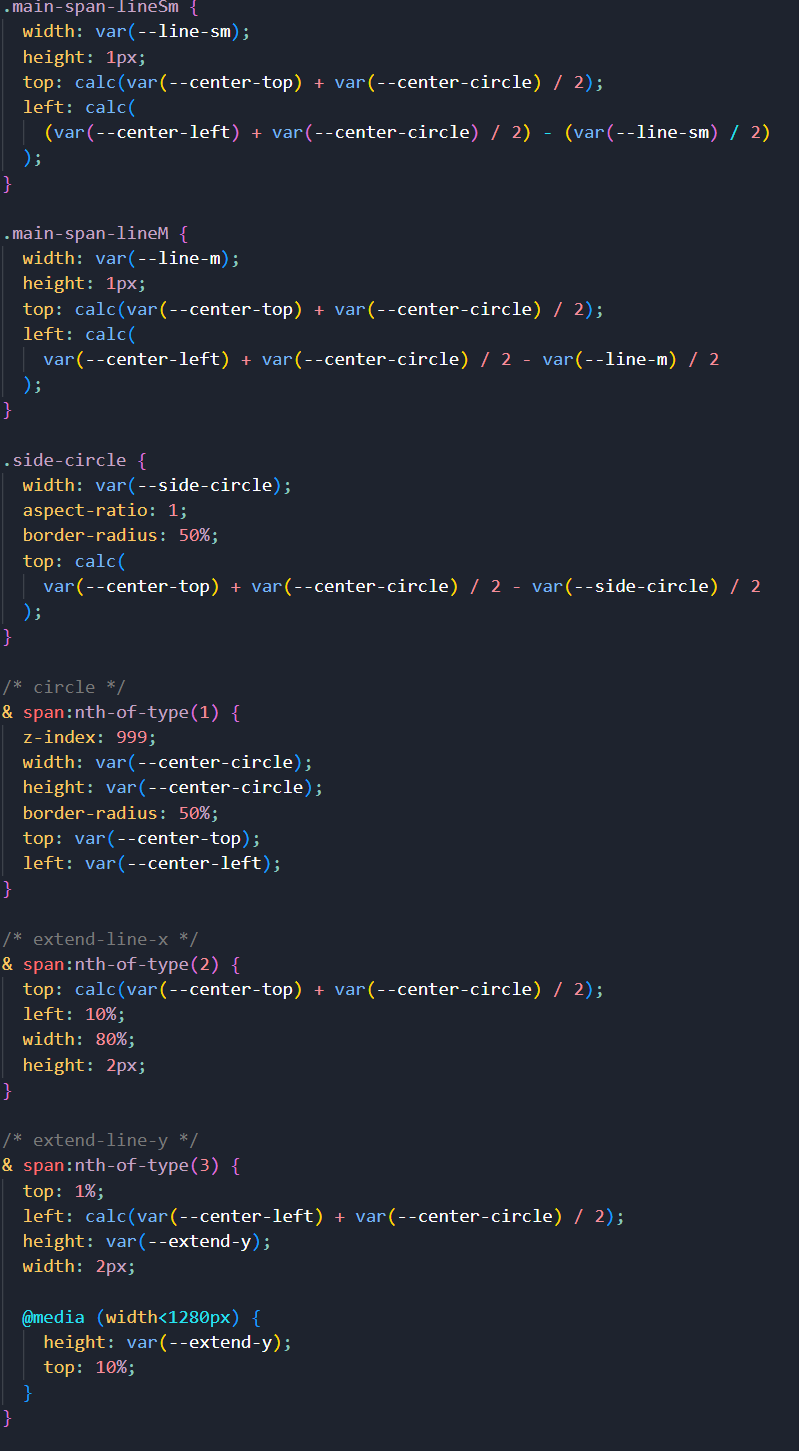 .main-span-lineSm {
  width: var(--line-sm);
  height: 1px;
  top: calc(var(--center-top) + var(--center-circle) / 2);
  left: calc(
    (var(--center-left) + var(--center-circle) / 2) - (var(--line-sm) / 2)
  );
}

.main-span-lineM {
  width: var(--line-m);
  height: 1px;
  top: calc(var(--center-top) + var(--center-circle) / 2);
  left: calc(
    var(--center-left) + var(--center-circle) / 2 - var(--line-m) / 2
  );
}

.side-circle {
  width: var(--side-circle);
  aspect-ratio: 1;
  border-radius: 50%;
  top: calc(
    var(--center-top) + var(--center-circle) / 2 - var(--side-circle) / 2
  );
}

/* circle */
& span:nth-of-type(1) {
  z-index: 999;
  width: var(--center-circle);
  height: var(--center-circle);
  border-radius: 50%;
  top: var(--center-top);
  left: var(--center-left);
}

/* extend-line-x */
& span:nth-of-type(2) {
  top: calc(var(--center-top) + var(--center-circle) / 2);
  left: 10%;
  width: 80%;
  height: 2px;
}

/* extend-line-y */
& span:nth-of-type(3) {
  top: 1%;
  left: calc(var(--center-left) + var(--center-circle) / 2);
  height: var(--extend-y);
  width: 2px;

  @media (width<1280px) {
    height: var(--extend-y);
    top: 10%;
  }
}